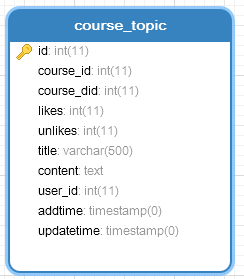 course_topic
id: int(11)
course_id: int(11)
course_did: int(11)
likes: int(11)
unlikes: int(11)
title: varchar(500)
content: text
user_id: int(11)
addtime: timestamp(0)
updatetime: timestamp(0)